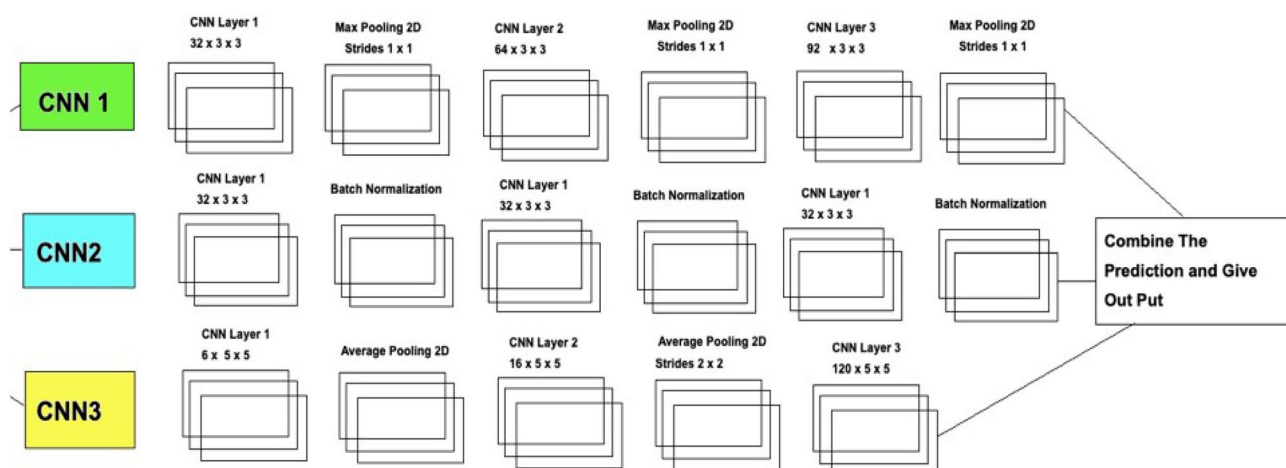 CNN 1
CNN Layer 1
32 x 3 x 3
Max Pooling 2D
Strides 1 x 1
CNN Layer 2
64 x 3 x 3
Max Pooling 2D
Strides 1 x 1
CNN Layer 3
92 x 3 x 3
Max Pooling 2D
Strides 1 x 1
CNN2
CNN Layer 1
32 x 3 x 3
Batch Normalization
CNN Layer 1
32 x 3 x 3
Batch Normalization
CNN Layer 1
32 x 3 x 3
Batch Normalization
CNN3
CNN Layer 1
6 x 5 x 5
Average Pooling 2D
CNN Layer 2
16 x 5 x 5
Average Pooling 2D
Strides 2 x 2
CNN Layer 3
120 x 5 x 5
Combine The
Prediction and Give
Out Put